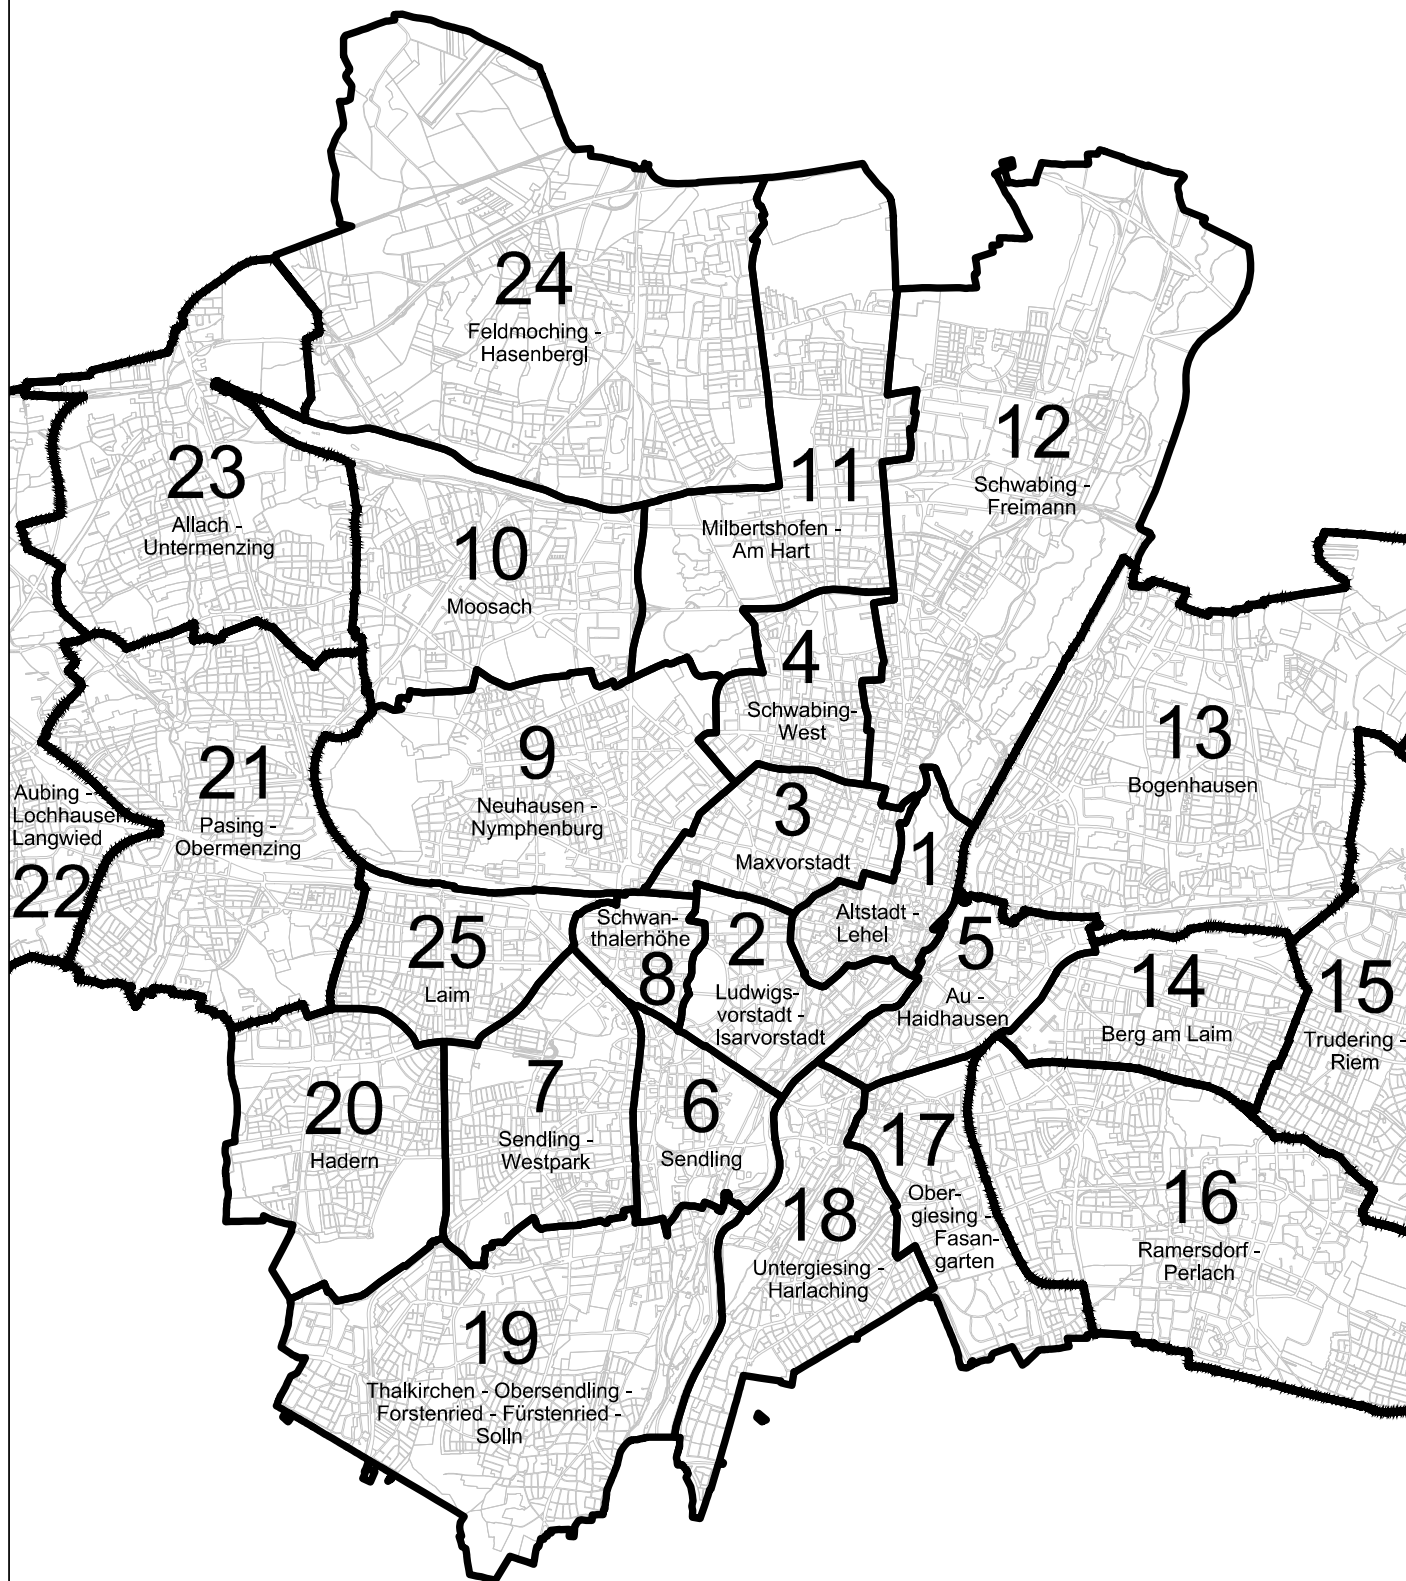 24
Feldmoching -
Hasenbergl
12
Schwabing -
Freimann
11
Milbertshofen -
Am Hart
23
Allach -
Untermenzing
10
Moosach
4
Schwabing-
West
13
Bogenhausen
9
Neuhausen -
Nymphenburg
21
Pasing -
Obermenzing
Aubing -
Lochhausen
Langwied
22
3
Maxvorstadt
1
Altstadt -
Lehel
Schwan-
thalerhöhe
8
2
Ludwigs-
vorstadt -
Isarvorstadt
25
Laim
5
Au -
Haidhausen
14
Berg am Laim
15
Trudering -
Riem
20
Hadern
7
Sendling -
Westpark
6
Sendling
17
Ober-
giesing -
Fasan-
garten
18
Untergiesing -
Harlaching
16
Ramersdorf -
Perlach
19
Thalkirchen - Obersendling -
Forstenried - Fürstenried -
Solln